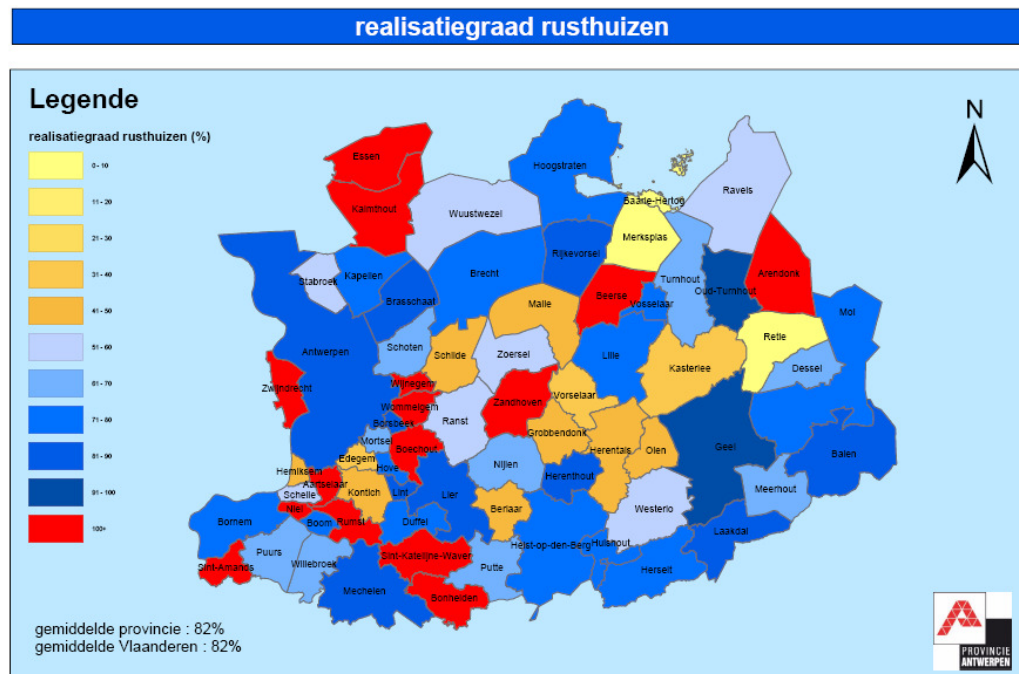 realisatiegraad rusthuizen
Legende
realisatiegraad rusthuizen (%)
0 - 10
11 - 20
21 - 30
31 - 40
41 - 50
51 - 60
61 - 70
71 - 80
81 - 90
91 - 100
100+
N
Essen
Hoogstraten
Kalmthout
Ravels
Baarle-Hertog
Wuustwezel
Merksplas
Rijkevorsel
Turnhout
Brecht
Kapellen
Stabroek
Arendonk
Oud-Turnhout
Beerse
Brasschaat
Vosselaar
Malle
Mol
Retie
Schoten
Antwerpen
Schilde
Zoersel
Lille
Kasterlee
Dessel
Wijnegem
Zwijndrecht
Zandhoven
Vorselaar
Wommelgem
Borsbeek
Ranst
Grobbendonk
Mortsel
Boechout
Herentals
Olen
Geel
Balen
Edegem
Hove
Hemiksem
Nijlen
Herenthout
Aartselaar
Kontich
Lint
Lier
Meerhout
Schelle
Niel
Berlaar
Westerlo
Bornem
Boom
Rumst
Duffel
Laakdal
Heist-op-den-Berg
Hulshout
Puurs
Willebroek
Sint-Katelijne-Waver
Putte
Sint-Amands
Herselt
Mechelen
Bonheiden
gemiddelde provincie : 82%
gemiddelde Vlaanderen : 82%
PROVINCIE
ANTWERPEN